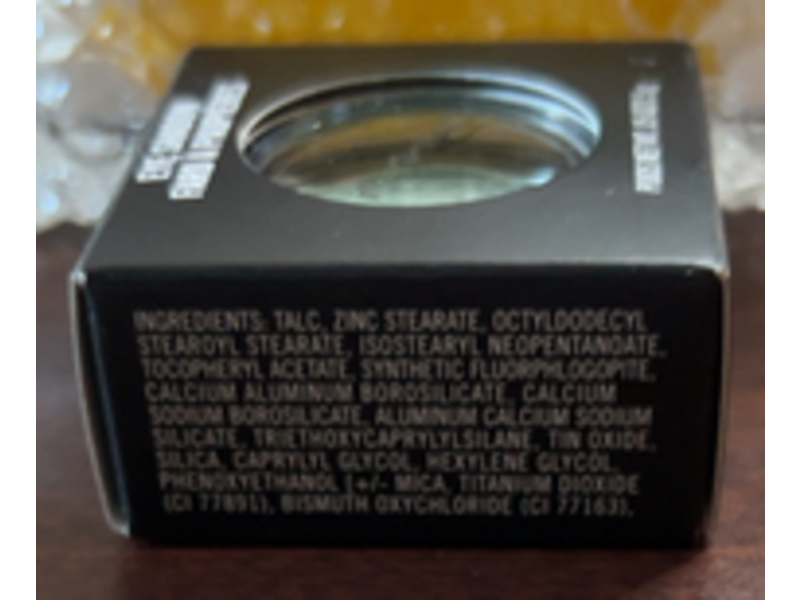 INGREDIENTS: TALC, ZINC STEARATE, OCTYLDODECYL
STEAROYL STEARATE, ISOSTEARYL NEOPENTANOATE,
TOCOPHERYL ACETATE, SYNTHETIC FLUORPHLOGOPITE,
CALCIUM ALUMINUM BOROSILICATE, CALCIUM
SODIUM BOROSILICATE, ALUMINUM CALCIUM SODIUM
SILICATE, TRIETHOXYCAPRYLYLSILANE, TIN OXIDE,
SILICA, CAPRYLYL GLYCOL, HEXYLENE GLYCOL,
PHENOXYETHANOL [+/- MICA, TITANIUM DIOXIDE
(CI 77891), BISMUTH OXYCHLORIDE (CI 77163),